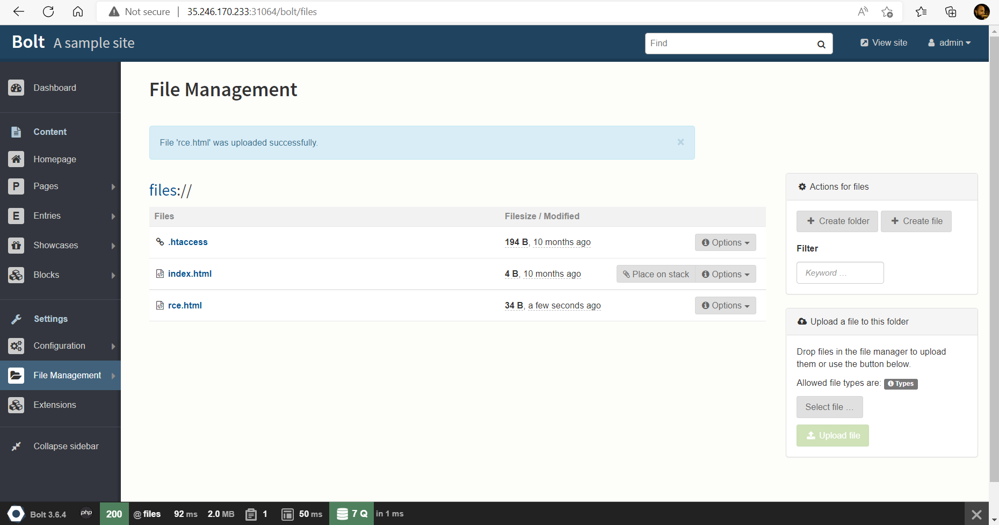 Not secure | 35.246.170.233:31064/bolt/files
Bolt A sample site
Find
View site
admin
Dashboard
Content
Homepage
P Pages
E Entries
Showcases
Blocks
Settings
Configuration
File Management
Extensions
Collapse sidebar
File Management
File 'rce.html' was uploaded successfully. ×
files://
Files Filesize / Modified
.htaccess 194 B, 10 months ago Options
index.html 4 B, 10 months ago Place on stack Options
rce.html 34 B, a few seconds ago Options
Actions for files
Create folder Create file
Filter
Keyword …
Upload a file to this folder
Drop files in the file manager to upload
them or use the button below.
Allowed file types are: Types
Select file …
Upload file
Bolt 3.6.4 php 200 @ files 92 ms 2.0 MB 1 50 ms 7 Q in 1 ms